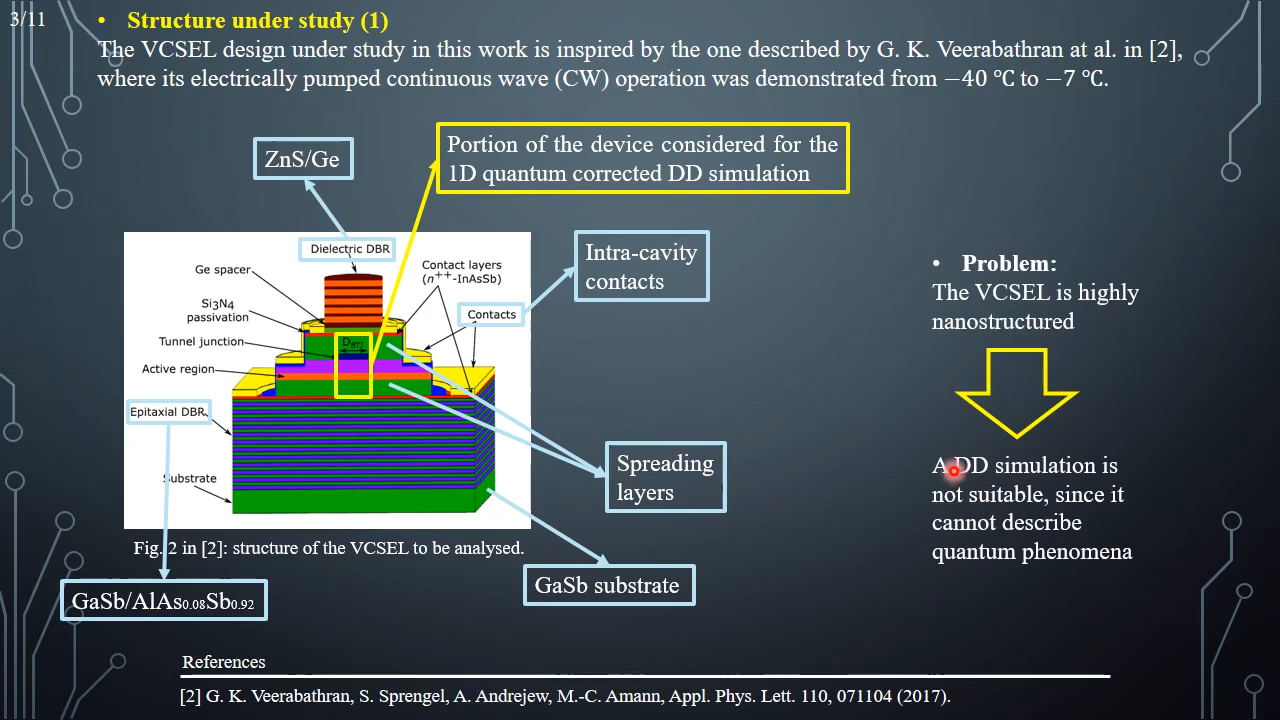 3/11
• Structure under study (1)
The VCSEL design under study in this work is inspired by the one described by G. K. Veerabathran at al. in [2],
where its electrically pumped continuous wave (CW) operation was demonstrated from −40 ℃ to −7 ℃.
ZnS/Ge
Portion of the device considered for the
1D quantum corrected DD simulation
Dielectric DBR
Ge spacer
Contact layers
(n⁺⁺-InAsSb)
Si3N4
passivation
Contacts
Tunnel junction
DBTJ
Active region
Epitaxial DBR
Substrate
Intra-cavity
contacts
Spreading
layers
Fig. 2 in [2]: structure of the VCSEL to be analysed.
GaSb substrate
GaSb/AlAs0.08Sb0.92
• Problem:
The VCSEL is highly
nanostructured
A DD simulation is
not suitable, since it
cannot describe
quantum phenomena
References
[2] G. K. Veerabathran, S. Sprengel, A. Andrejew, M.-C. Amann, Appl. Phys. Lett. 110, 071104 (2017).